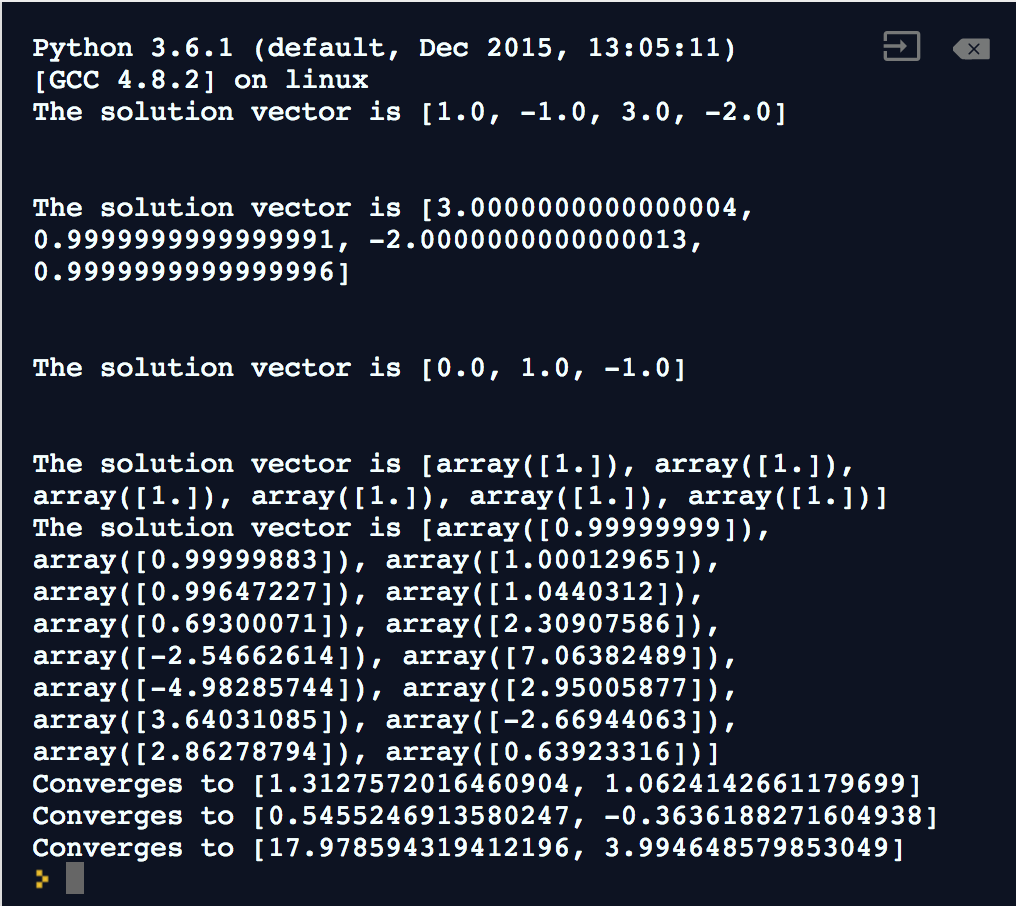 Python 3.6.1 (default, Dec 2015, 13:05:11)
[GCC 4.8.2] on linux
The solution vector is [1.0, -1.0, 3.0, -2.0]
The solution vector is [3.0000000000000004,
0.9999999999999991, -2.0000000000000013,
0.9999999999999996]
The solution vector is [0.0, 1.0, -1.0]
The solution vector is [array([1.]), array([1.]),
array([1.]), array([1.]), array([1.]), array([1.])]
The solution vector is [array([0.99999999]),
array([0.99999883]), array([1.00012965]),
array([0.99647227]), array([1.0440312]),
array([0.69300071]), array([2.30907586]),
array([-2.54662614]), array([7.06382489]),
array([-4.98285744]), array([2.95005877]),
array([3.64031085]), array([-2.66944063]),
array([2.86278794]), array([0.63923316])]
Converges to [1.3127572016460904, 1.0624142661179699]
Converges to [0.5455246913580247, -0.3636188271604938]
Converges to [17.978594319412196, 3.994648579853049]